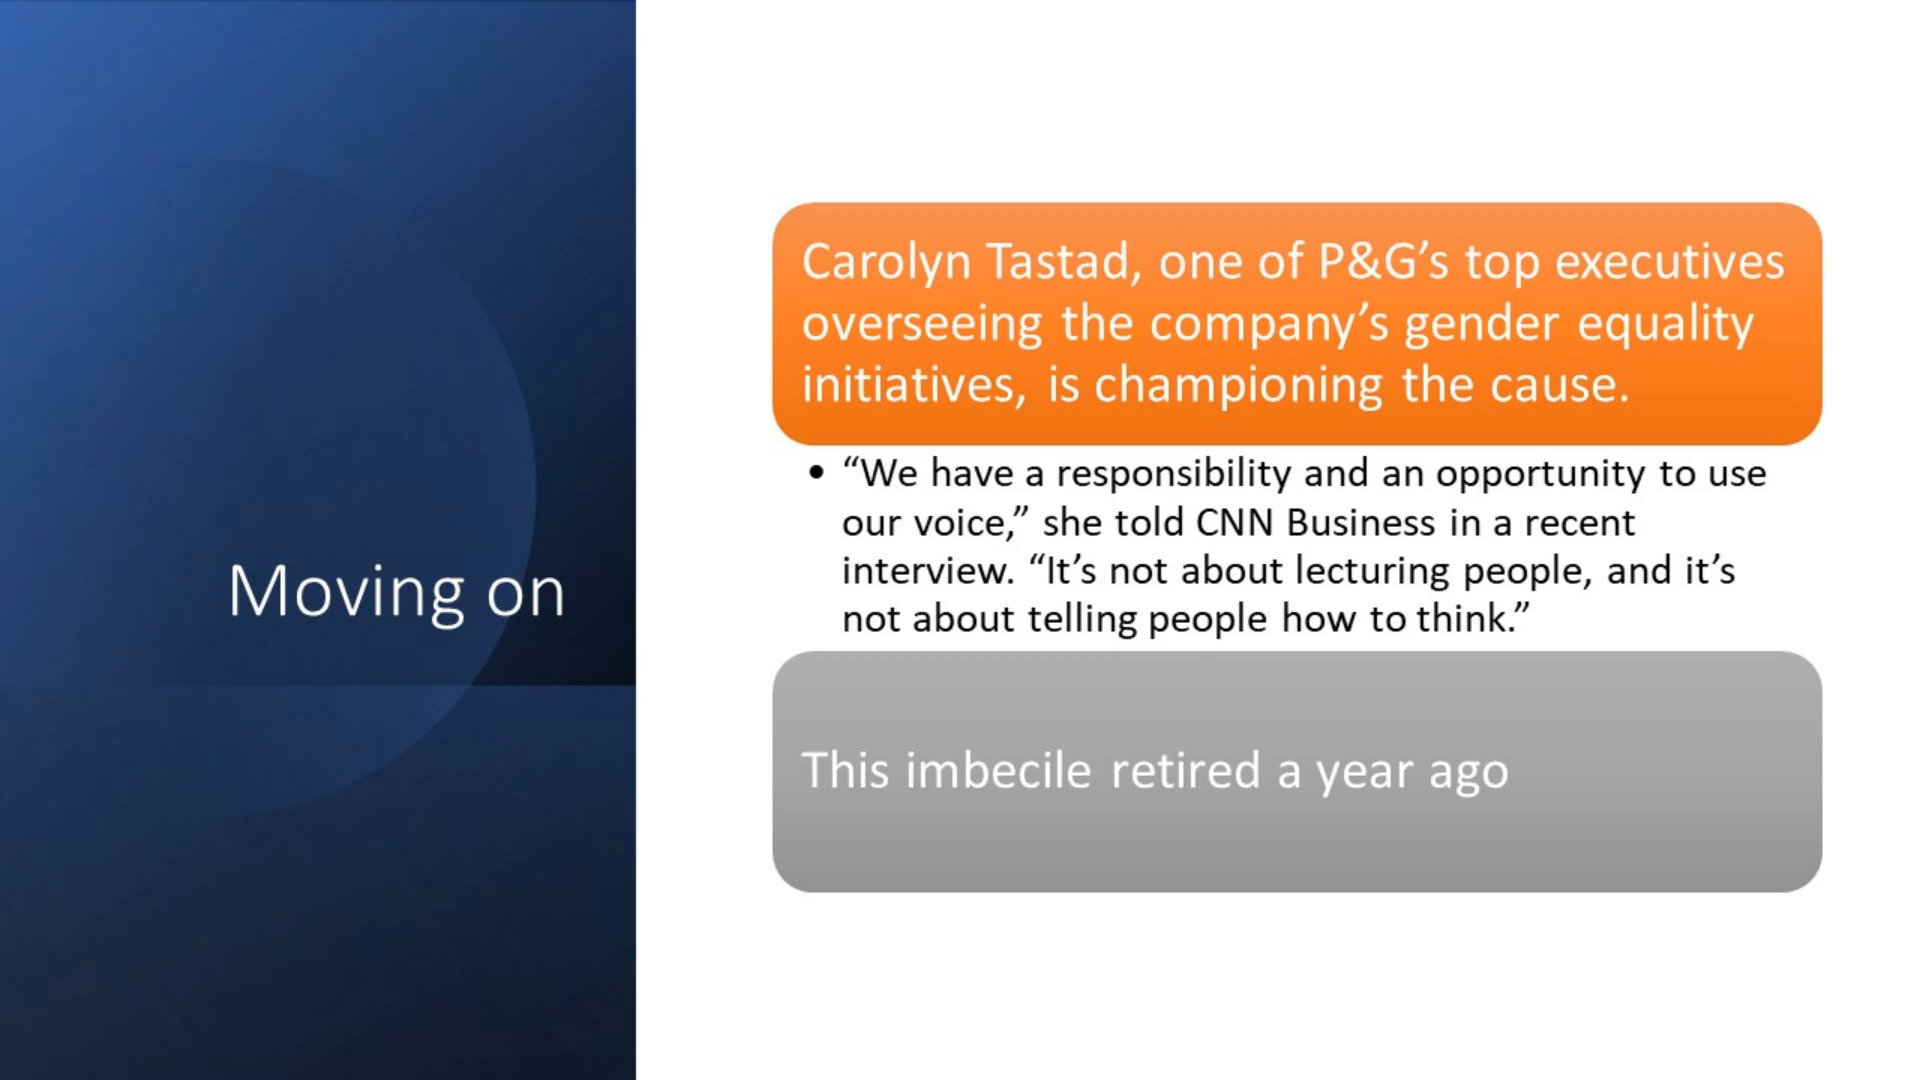 Moving on
Carolyn Tastad, one of P&G’s top executives
overseeing the company’s gender equality
initiatives, is championing the cause.
• “We have a responsibility and an opportunity to use
our voice,” she told CNN Business in a recent
interview. “It’s not about lecturing people, and it’s
not about telling people how to think.”
This imbecile retired a year ago